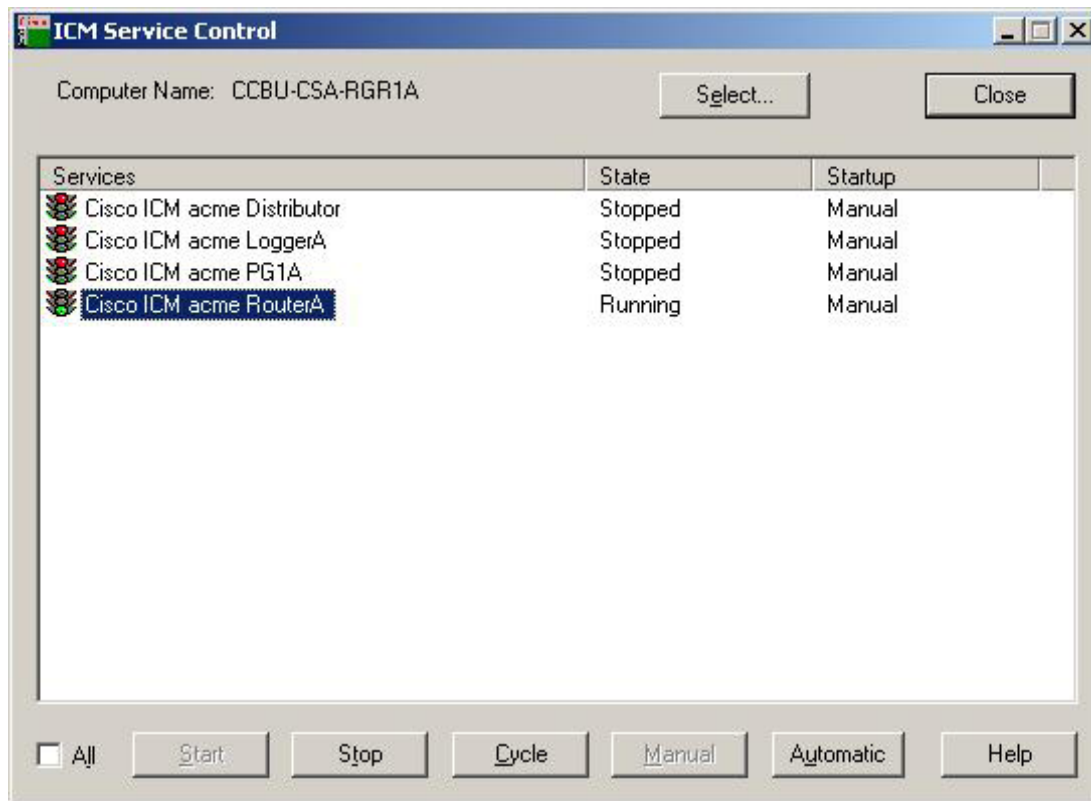 ICM Service Control
Computer Name: CCBU-CSA-RGR1A Select... Close
Services State Startup
Cisco ICM acme Distributor Stopped Manual
Cisco ICM acme LoggerA Stopped Manual
Cisco ICM acme PG1A Stopped Manual
Cisco ICM acme RouterA Running Manual
All Start Stop Cycle Manual Automatic Help